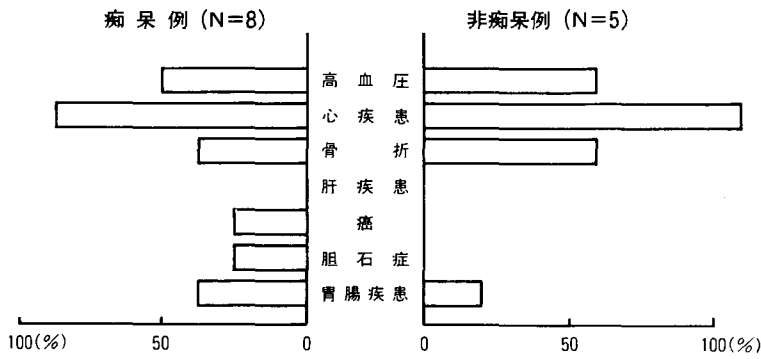 痴呆例(N=8) 非痴呆例(N=5)
高血圧
心疾患
骨折
肝疾患
癌
胆石症
胃腸疾患
100(%) 50 0 0 50 100(%)